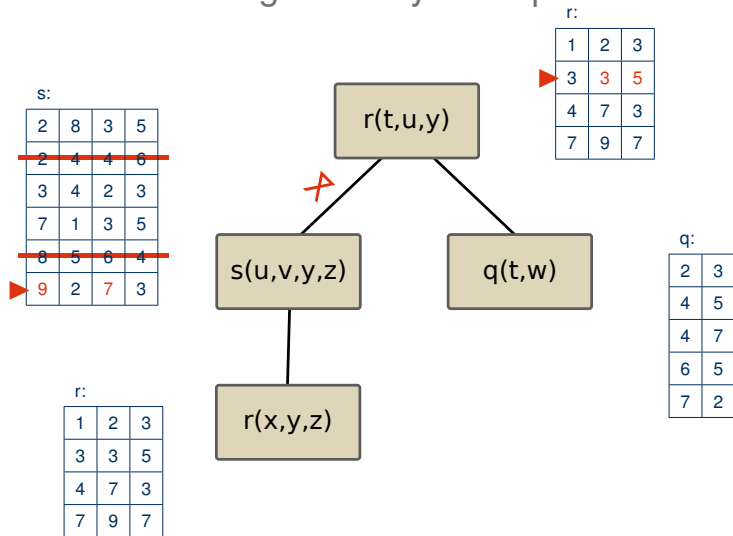 r:
1 2 3
3 3 5
4 7 3
7 9 7
s:
2 8 3 5
2 4 4 6
3 4 2 3
7 1 3 5
8 5 6 4
9 2 7 3
r(t,u,y)
s(u,v,y,z)
q(t,w)
q:
2 3
4 5
4 7
6 5
7 2
r(x,y,z)
r:
1 2 3
3 3 5
4 7 3
7 9 7